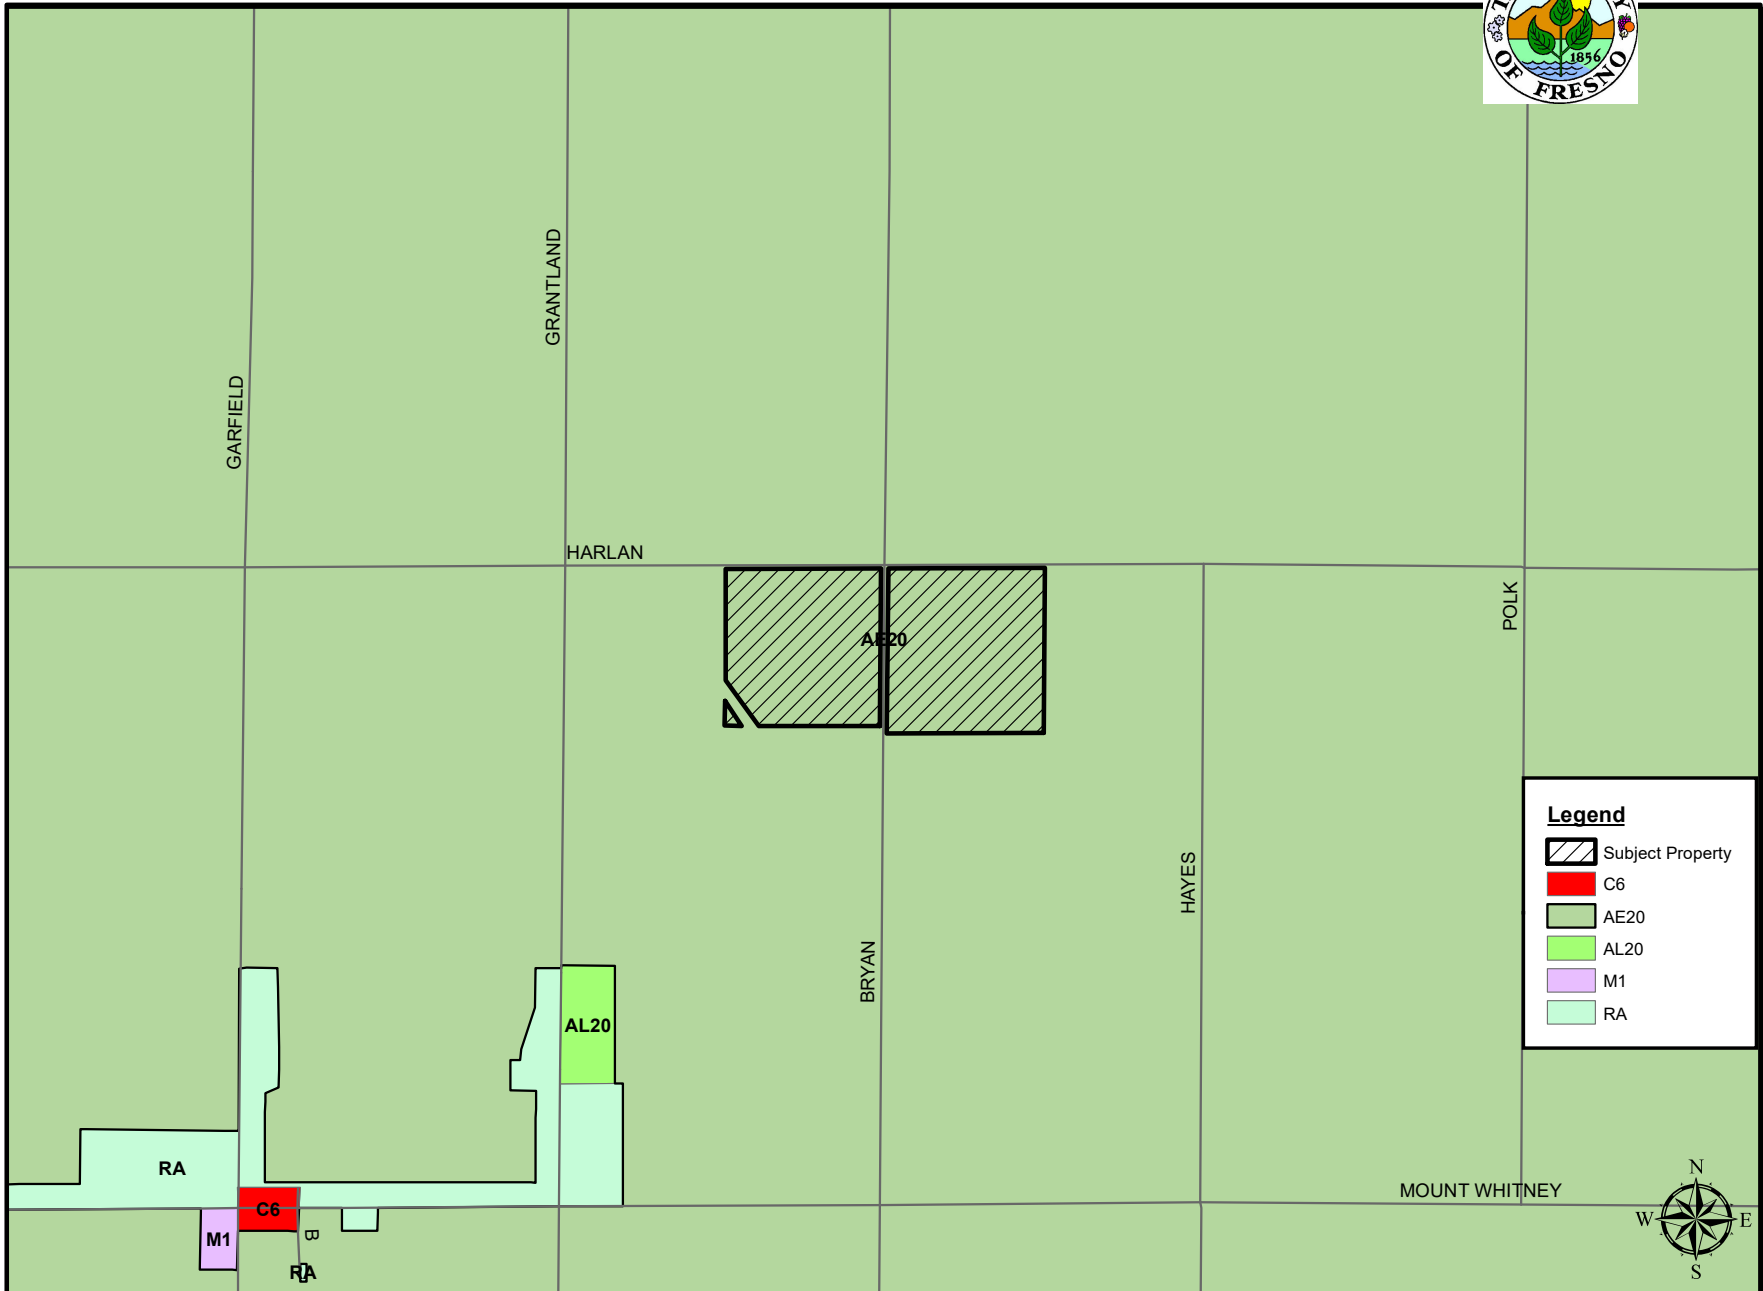 1856
OF FRESNO
GRANTLAND
GARFIELD
HARLAN
POLK
AE20
Legend
Subject Property
C6
AE20
AL20
M1
RA
HAYES
BRYAN
AL20
RA
MOUNT WHITNEY
C6
M1
B
RA
N
W
E
S